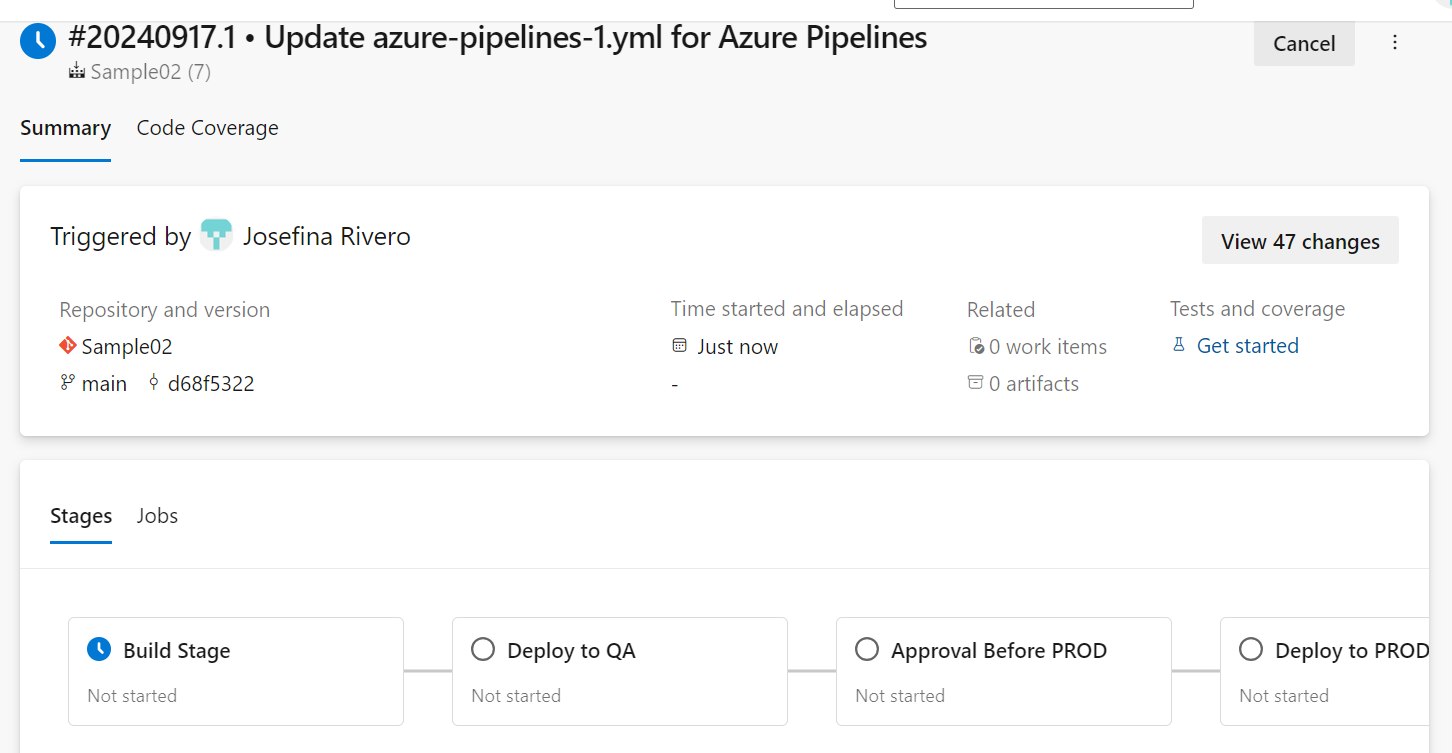 #20240917.1 • Update azure-pipelines-1.yml for Azure Pipelines
Cancel
Sample02 (7)
Summary Code Coverage
Triggered by Josefina Rivero
View 47 changes
Repository and version
Sample02
main d68f5322
Time started and elapsed
Just now
-
Related
0 work items
0 artifacts
Tests and coverage
Get started
Stages Jobs
Build Stage
Not started
Deploy to QA
Not started
Approval Before PROD
Not started
Deploy to PROD
Not started